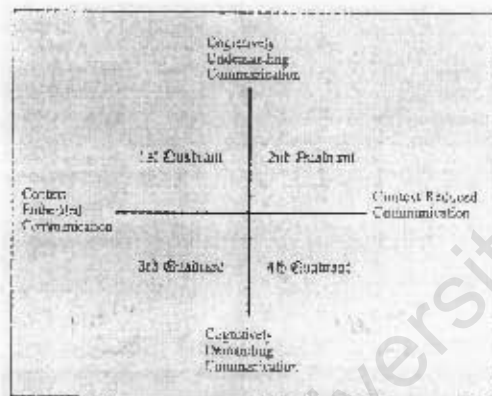 Cognitively
Undemanding
Communication
1st Quadrant
2nd Quadrant
Context
Embedded
Communication
Context Reduced
Communication
3rd Quadrant
4th Quadrant
Cognitively
Demanding
Communication